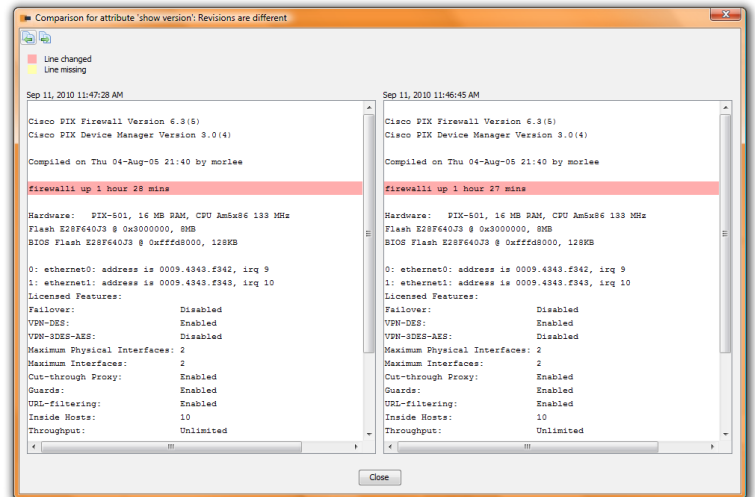 Comparison for attribute 'show version': Revisions are different
Line changed
Line missing
Sep 11, 2010 11:47:28 AM
Cisco PIX Firewall Version 6.3(5)
Cisco PIX Device Manager Version 3.0(4)
Compiled on Thu 04-Aug-05 21:40 by morlee
firewalli up 1 hour 28 mins
Hardware: PIX-501, 16 MB RAM, CPU Am5x86 133 MHz
Flash E28F640J3 @ 0x3000000, 8MB
BIOS Flash E28F640J3 @ 0xfffd8000, 128KB
0: ethernet0: address is 0009.4343.f342, irq 9
1: ethernet1: address is 0009.4343.f343, irq 10
Licensed Features:
Failover: Disabled
VPN-DES: Enabled
VPN-3DES-AES: Disabled
Maximum Physical Interfaces: 2
Maximum Interfaces: 2
Cut-through Proxy: Enabled
Guards: Enabled
URL-filtering: Enabled
Inside Hosts: 10
Throughput: Unlimited
Sep 11, 2010 11:46:45 AM
Cisco PIX Firewall Version 6.3(5)
Cisco PIX Device Manager Version 3.0(4)
Compiled on Thu 04-Aug-05 21:40 by morlee
firewalli up 1 hour 27 mins
Hardware: PIX-501, 16 MB RAM, CPU Am5x86 133 MHz
Flash E28F640J3 @ 0x3000000, 8MB
BIOS Flash E28F640J3 @ 0xfffd8000, 128KB
0: ethernet0: address is 0009.4343.f342, irq 9
1: ethernet1: address is 0009.4343.f343, irq 10
Licensed Features:
Failover: Disabled
VPN-DES: Enabled
VPN-3DES-AES: Disabled
Maximum Physical Interfaces: 2
Maximum Interfaces: 2
Cut-through Proxy: Enabled
Guards: Enabled
URL-filtering: Enabled
Inside Hosts: 10
Throughput: Unlimited
Close